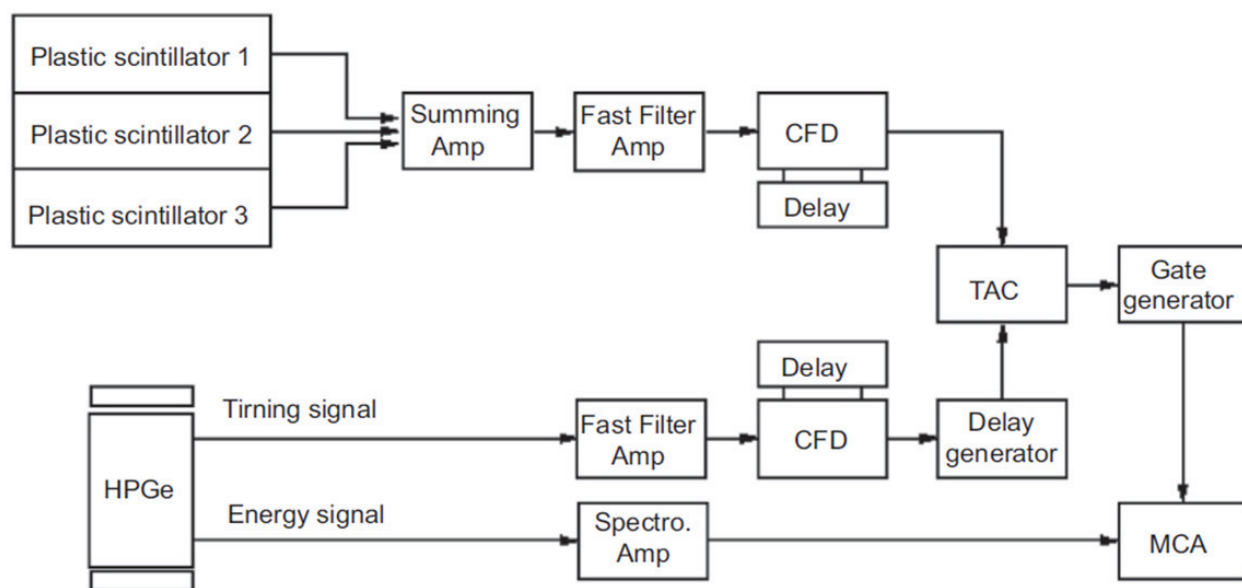 Plastic scintillator 1
Plastic scintillator 2
Plastic scintillator 3
Summing
Amp
Fast Filter
Amp
CFD
Delay
TAC
Gate
generator
Delay
Tirning signal
Fast Filter
Amp
CFD
Delay
generator
HPGe
Energy signal
Spectro.
Amp
MCA